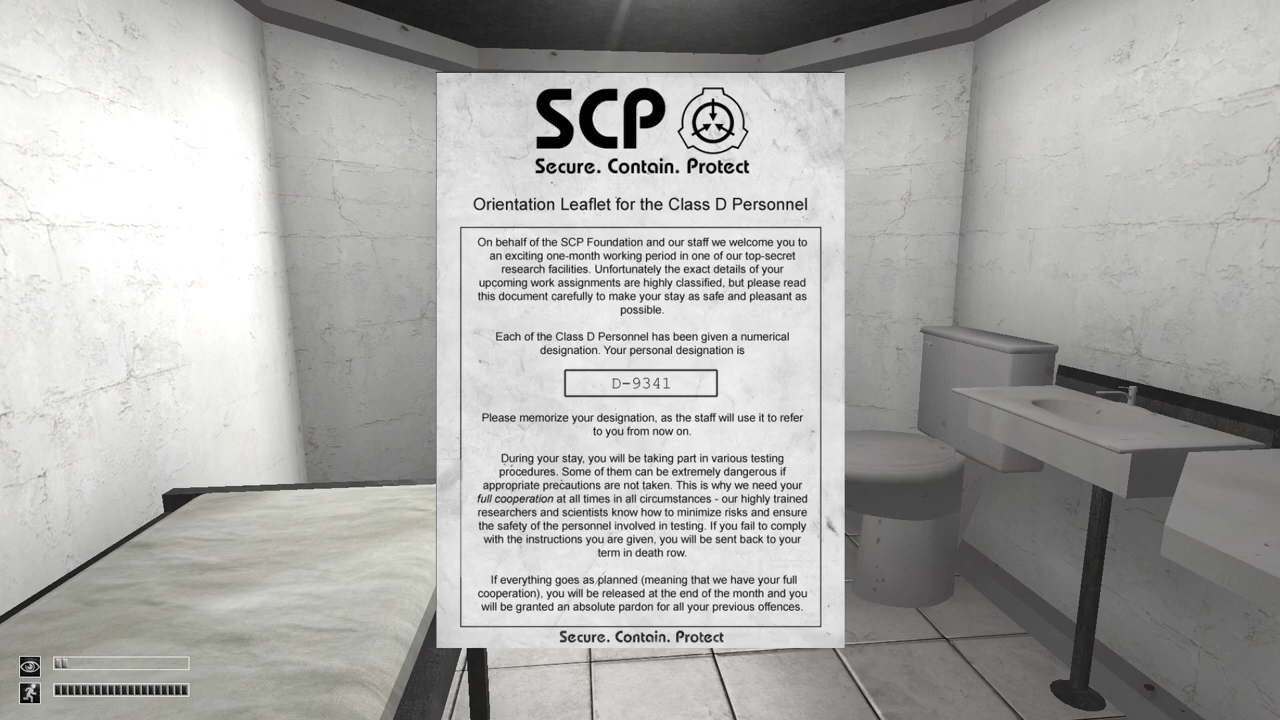 SCP
Secure. Contain. Protect
Orientation Leaflet for the Class D Personnel
On behalf of the SCP Foundation and our staff we welcome you to
an exciting one-month working period in one of our top-secret
research facilities. Unfortunately the exact details of your
upcoming work assignments are highly classified, but please read
this document carefully to make your stay as safe and pleasant as
possible.
Each of the Class D Personnel has been given a numerical
designation. Your personal designation is
D-9341
Please memorize your designation, as the staff will use it to refer
to you from now on.
During your stay, you will be taking part in various testing
procedures. Some of them can be extremely dangerous if
appropriate precautions are not taken. This is why we need your
full cooperation at all times in all circumstances - our highly trained
researchers and scientists know how to minimize risks and ensure
the safety of the personnel involved in testing. If you fail to comply
with the instructions you are given, you will be sent back to your
term in death row.
If everything goes as planned (meaning that we have your full
cooperation), you will be released at the end of the month and you
will be granted an absolute pardon for all your previous offences.
Secure. Contain. Protect